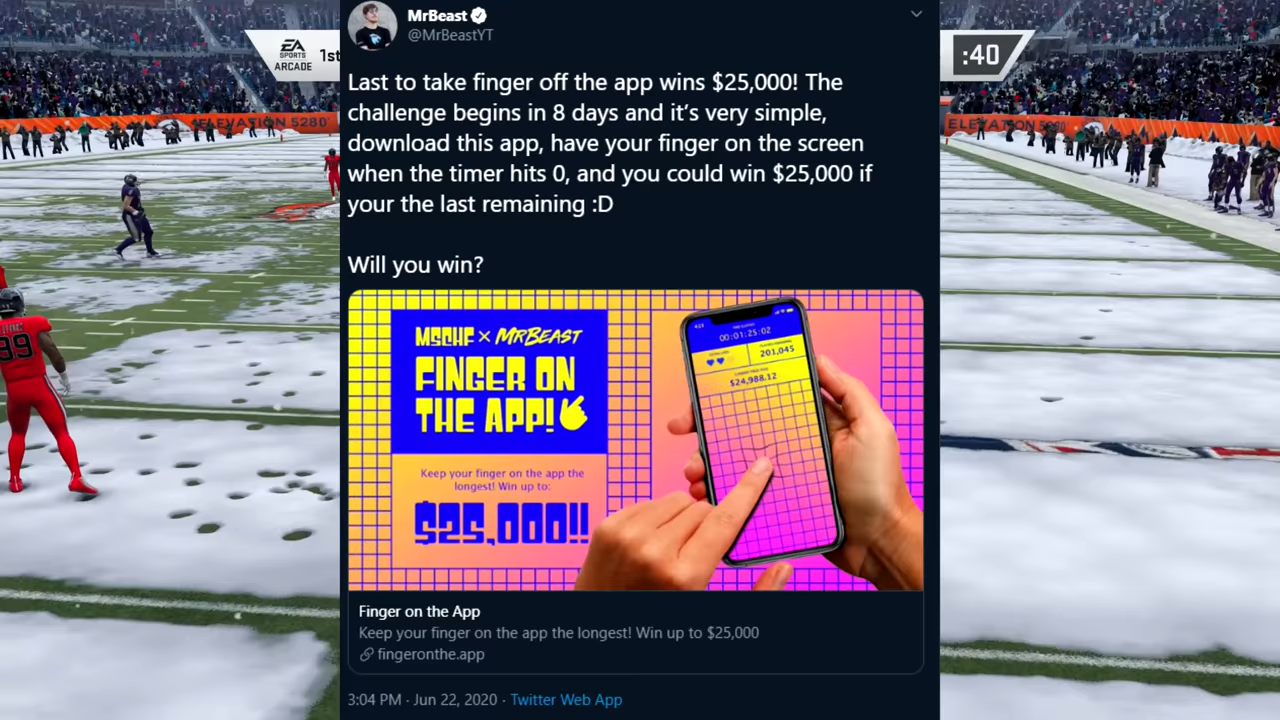 MrBeast
@MrBeastYT
EA
SPORTS
ARCADE
1st
:40
ELEVATION 5280
Last to take finger off the app wins $25,000! The
challenge begins in 8 days and it’s very simple,
download this app, have your finger on the screen
when the timer hits 0, and you could win $25,000 if
your the last remaining :D
Will you win?
MSCHF × MRBEAST
FINGER ON
THE APP!
Keep your finger on the app the
longest! Win up to:
$25,000!!
00:01:25:02
201,045
$24,988.12
Finger on the App
Keep your finger on the app the longest! Win up to $25,000
fingeronthe.app
3:04 PM · Jun 22, 2020 · Twitter Web App
99